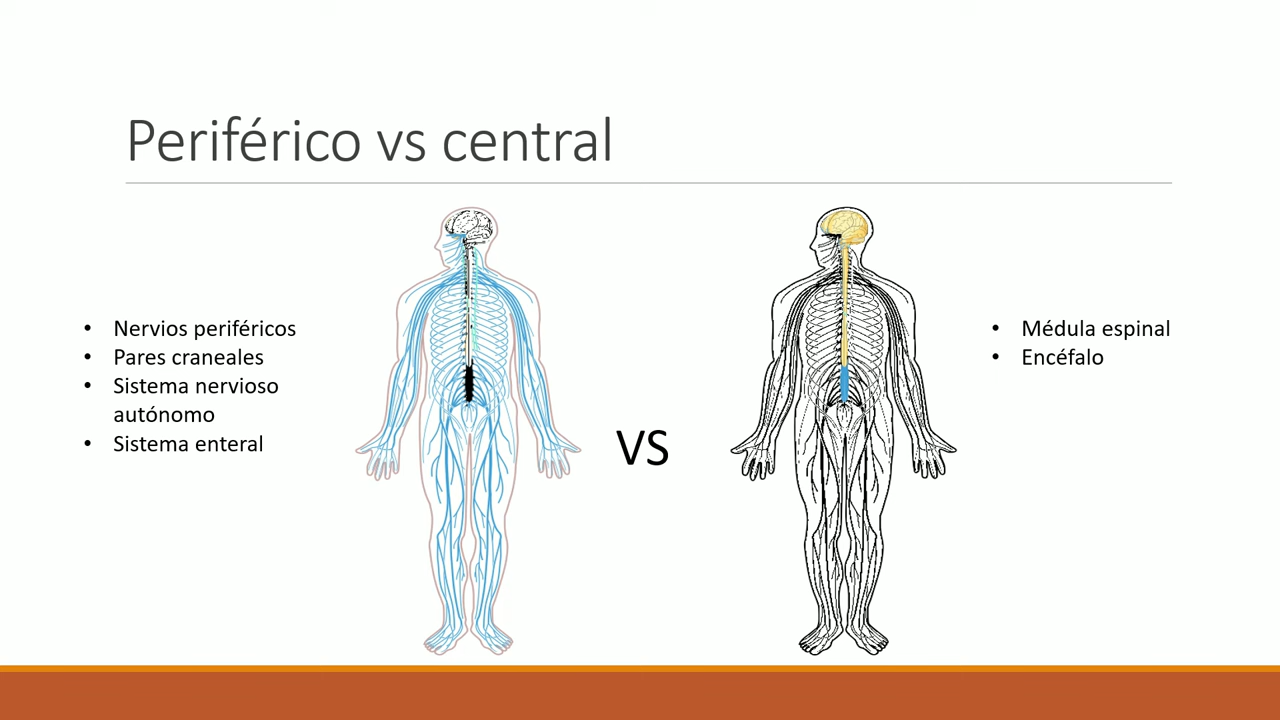 Periférico vs central
• Nervios periféricos
• Pares craneales
• Sistema nervioso
autónomo
• Sistema enteral
VS
• Médula espinal
• Encéfalo